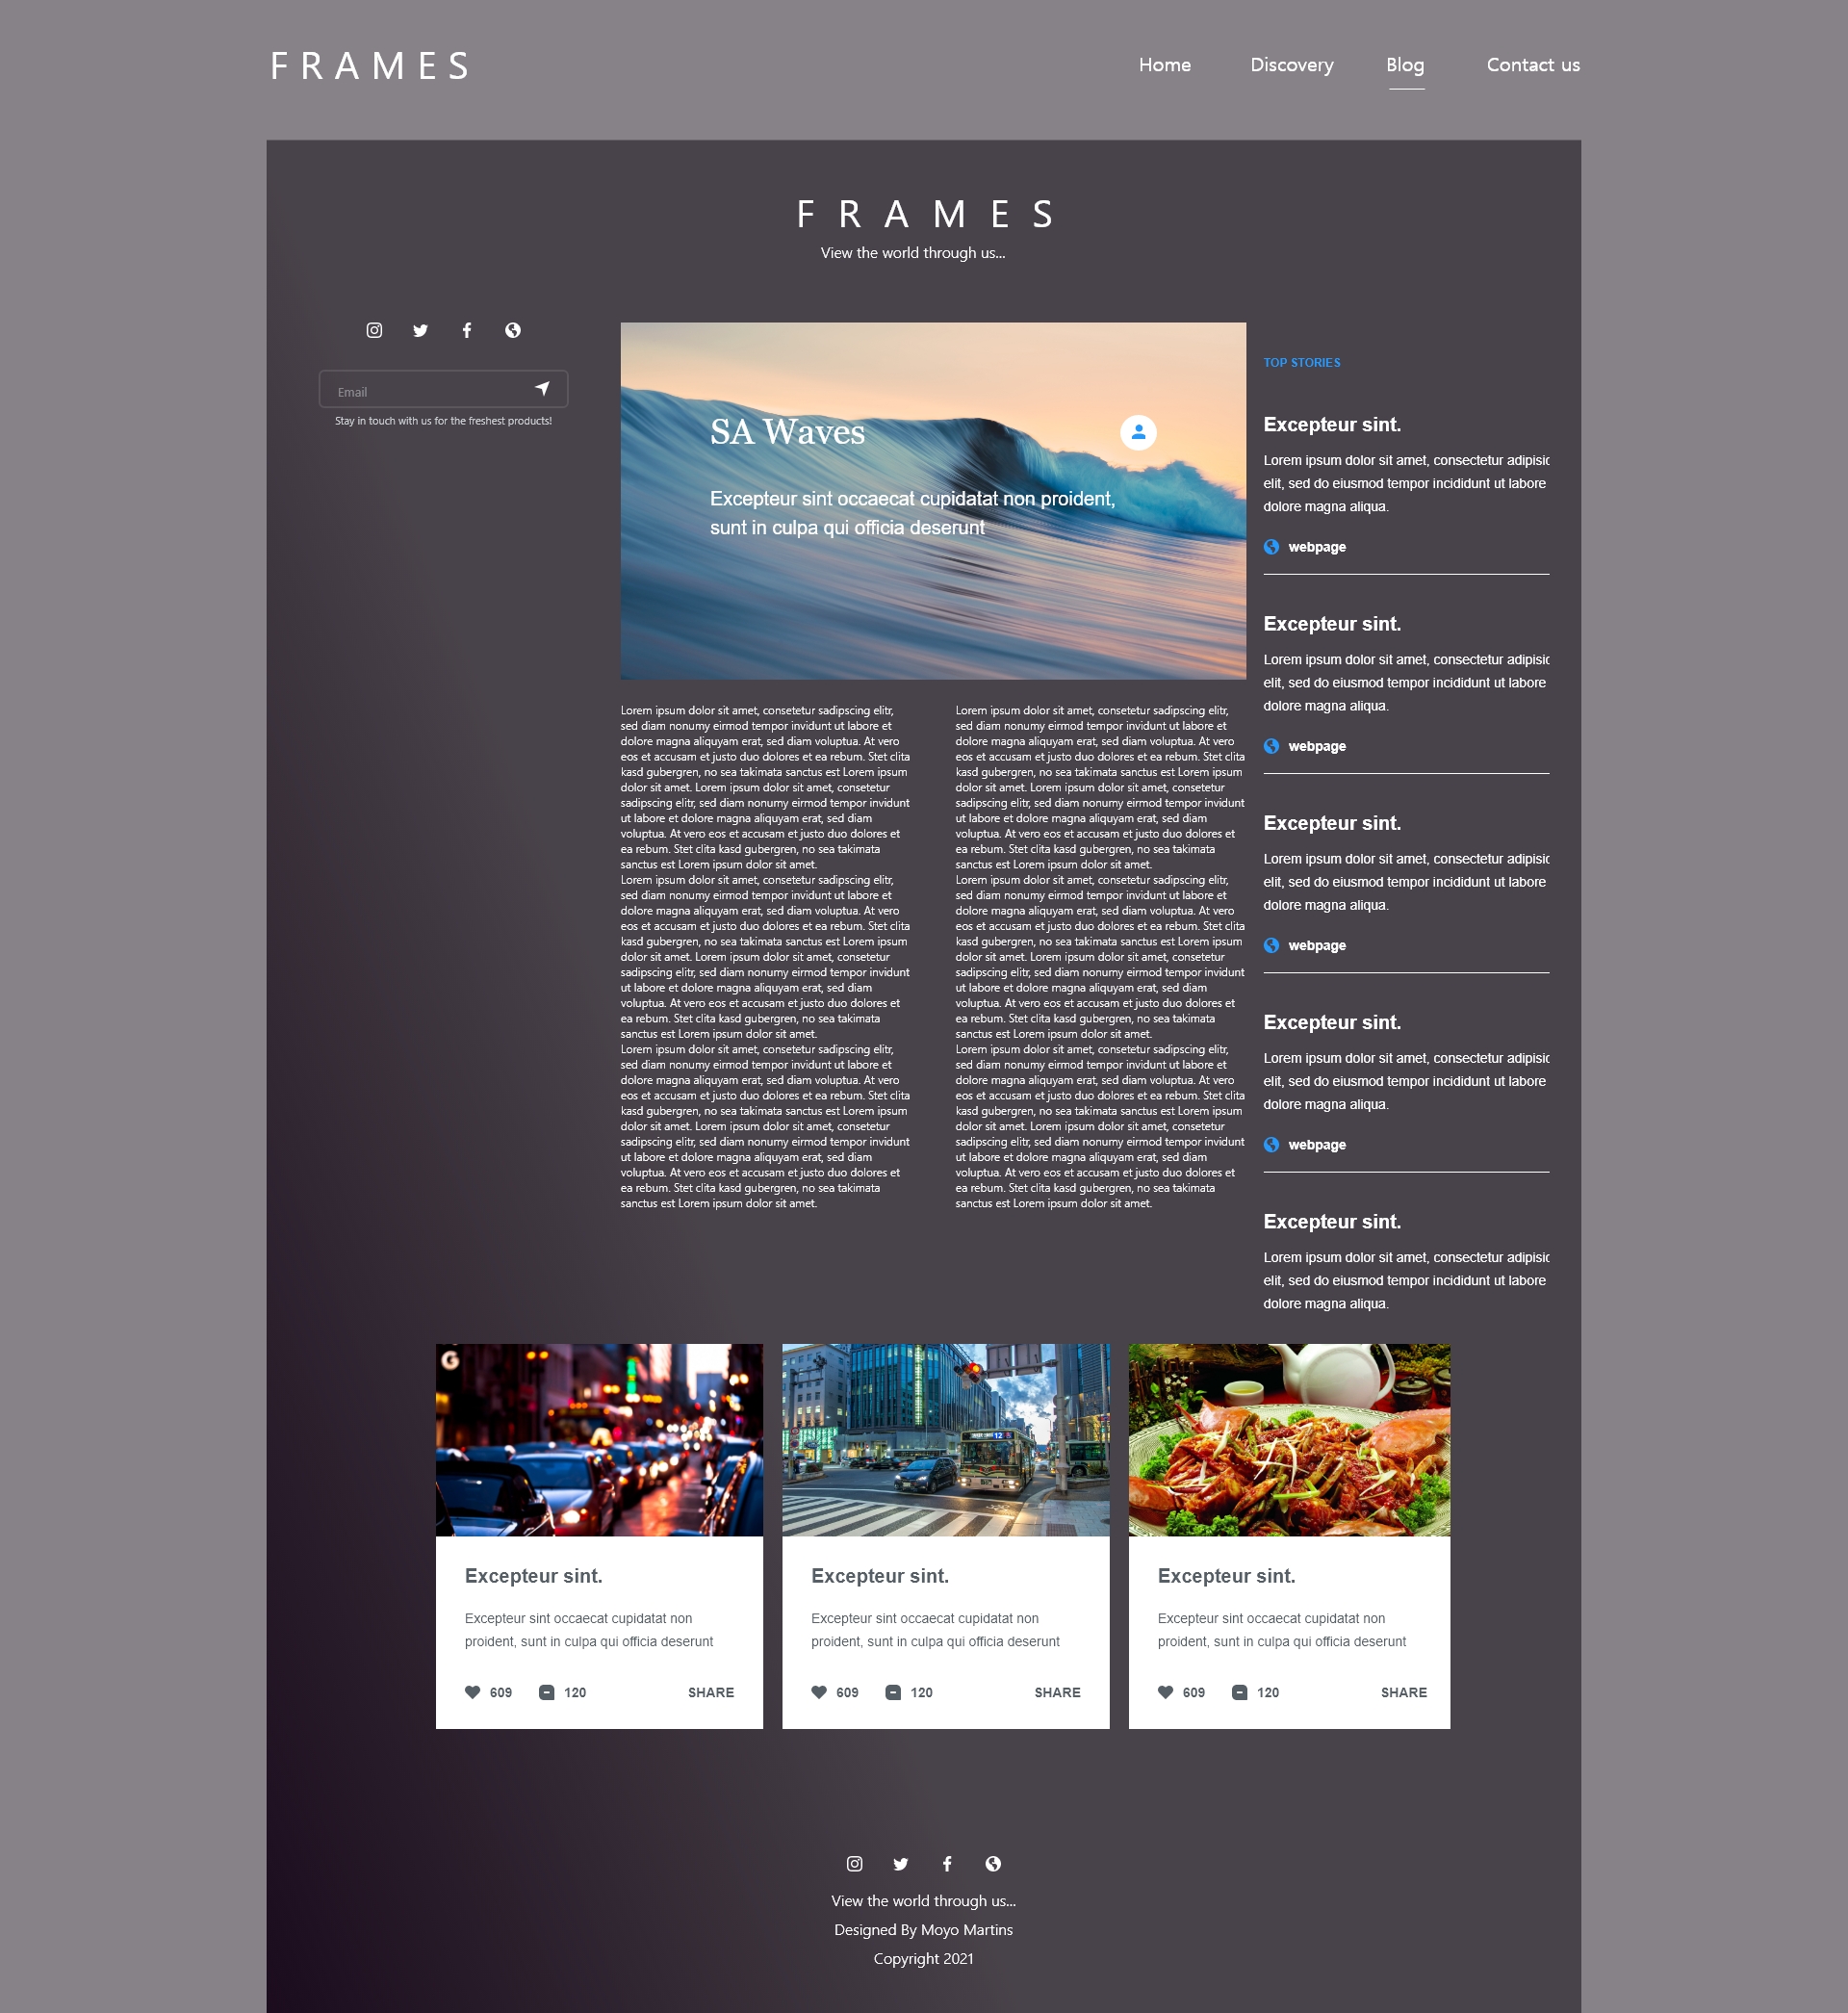 FRAMES
Home Discovery Blog Contact us
FRAMES
View the world through us...
Email
Stay in touch with us for the freshest products!
SA Waves
Excepteur sint occaecat cupidatat non proident,
sunt in culpa qui officia deserunt
Lorem ipsum dolor sit amet, consetetur sadipscing elitr,
sed diam nonumy eirmod tempor invidunt ut labore et
dolore magna aliquyam erat, sed diam voluptua. At vero
eos et accusam et justo duo dolores et ea rebum. Stet clita
kasd gubergren, no sea takimata sanctus est Lorem ipsum
dolor sit amet. Lorem ipsum dolor sit amet, consetetur
sadipscing elitr, sed diam nonumy eirmod tempor invidunt
ut labore et dolore magna aliquyam erat, sed diam
voluptua. At vero eos et accusam et justo duo dolores et
ea rebum. Stet clita kasd gubergren, no sea takimata
sanctus est Lorem ipsum dolor sit amet.
Lorem ipsum dolor sit amet, consetetur sadipscing elitr,
sed diam nonumy eirmod tempor invidunt ut labore et
dolore magna aliquyam erat, sed diam voluptua. At vero
eos et accusam et justo duo dolores et ea rebum. Stet clita
kasd gubergren, no sea takimata sanctus est Lorem ipsum
dolor sit amet. Lorem ipsum dolor sit amet, consetetur
sadipscing elitr, sed diam nonumy eirmod tempor invidunt
ut labore et dolore magna aliquyam erat, sed diam
voluptua. At vero eos et accusam et justo duo dolores et
ea rebum. Stet clita kasd gubergren, no sea takimata
sanctus est Lorem ipsum dolor sit amet.
Lorem ipsum dolor sit amet, consetetur sadipscing elitr,
sed diam nonumy eirmod tempor invidunt ut labore et
dolore magna aliquyam erat, sed diam voluptua. At vero
eos et accusam et justo duo dolores et ea rebum. Stet clita
kasd gubergren, no sea takimata sanctus est Lorem ipsum
dolor sit amet. Lorem ipsum dolor sit amet, consetetur
sadipscing elitr, sed diam nonumy eirmod tempor invidunt
ut labore et dolore magna aliquyam erat, sed diam
voluptua. At vero eos et accusam et justo duo dolores et
ea rebum. Stet clita kasd gubergren, no sea takimata
sanctus est Lorem ipsum dolor sit amet.
Lorem ipsum dolor sit amet, consetetur sadipscing elitr,
sed diam nonumy eirmod tempor invidunt ut labore et
dolore magna aliquyam erat, sed diam voluptua. At vero
eos et accusam et justo duo dolores et ea rebum. Stet clita
kasd gubergren, no sea takimata sanctus est Lorem ipsum
dolor sit amet. Lorem ipsum dolor sit amet, consetetur
sadipscing elitr, sed diam nonumy eirmod tempor invidunt
ut labore et dolore magna aliquyam erat, sed diam
voluptua. At vero eos et accusam et justo duo dolores et
ea rebum. Stet clita kasd gubergren, no sea takimata
sanctus est Lorem ipsum dolor sit amet.
Lorem ipsum dolor sit amet, consetetur sadipscing elitr,
sed diam nonumy eirmod tempor invidunt ut labore et
dolore magna aliquyam erat, sed diam voluptua. At vero
eos et accusam et justo duo dolores et ea rebum. Stet clita
kasd gubergren, no sea takimata sanctus est Lorem ipsum
dolor sit amet. Lorem ipsum dolor sit amet, consetetur
sadipscing elitr, sed diam nonumy eirmod tempor invidunt
ut labore et dolore magna aliquyam erat, sed diam
voluptua. At vero eos et accusam et justo duo dolores et
ea rebum. Stet clita kasd gubergren, no sea takimata
sanctus est Lorem ipsum dolor sit amet.
Lorem ipsum dolor sit amet, consetetur sadipscing elitr,
sed diam nonumy eirmod tempor invidunt ut labore et
dolore magna aliquyam erat, sed diam voluptua. At vero
eos et accusam et justo duo dolores et ea rebum. Stet clita
kasd gubergren, no sea takimata sanctus est Lorem ipsum
dolor sit amet. Lorem ipsum dolor sit amet, consetetur
sadipscing elitr, sed diam nonumy eirmod tempor invidunt
ut labore et dolore magna aliquyam erat, sed diam
voluptua. At vero eos et accusam et justo duo dolores et
ea rebum. Stet clita kasd gubergren, no sea takimata
sanctus est Lorem ipsum dolor sit amet.
TOP STORIES
Excepteur sint.
Lorem ipsum dolor sit amet, consectetur adipisic
elit, sed do eiusmod tempor incididunt ut labore
dolore magna aliqua.
webpage
Excepteur sint.
Lorem ipsum dolor sit amet, consectetur adipisic
elit, sed do eiusmod tempor incididunt ut labore
dolore magna aliqua.
webpage
Excepteur sint.
Lorem ipsum dolor sit amet, consectetur adipisic
elit, sed do eiusmod tempor incididunt ut labore
dolore magna aliqua.
webpage
Excepteur sint.
Lorem ipsum dolor sit amet, consectetur adipisic
elit, sed do eiusmod tempor incididunt ut labore
dolore magna aliqua.
webpage
Excepteur sint.
Lorem ipsum dolor sit amet, consectetur adipisic
elit, sed do eiusmod tempor incididunt ut labore
dolore magna aliqua.
G
12
Excepteur sint.
Excepteur sint occaecat cupidatat non
proident, sunt in culpa qui officia deserunt
609 120 SHARE
Excepteur sint.
Excepteur sint occaecat cupidatat non
proident, sunt in culpa qui officia deserunt
609 120 SHARE
Excepteur sint.
Excepteur sint occaecat cupidatat non
proident, sunt in culpa qui officia deserunt
609 120 SHARE
View the world through us...
Designed By Moyo Martins
Copyright 2021